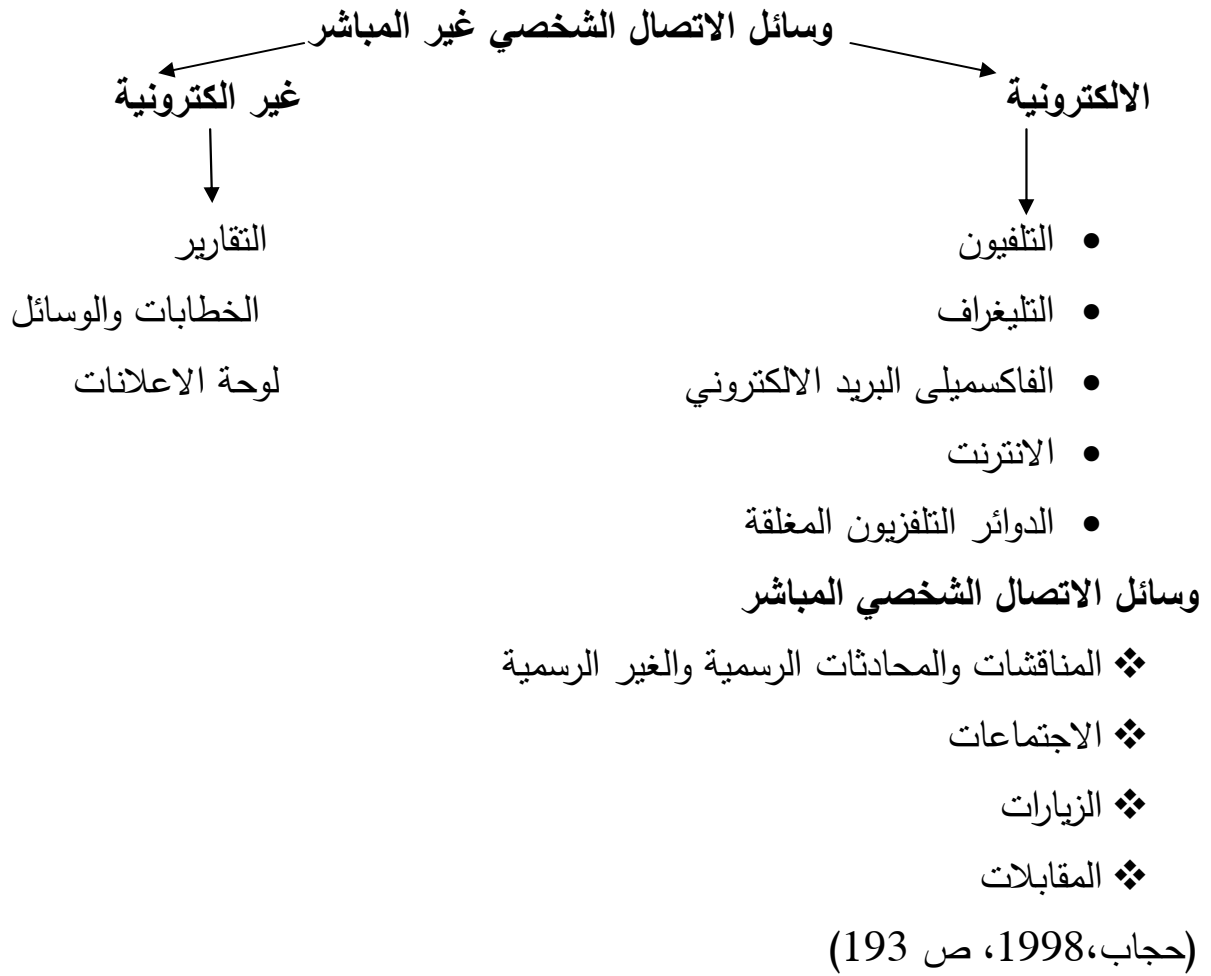 وسائل الاتصال الشخصي غير المباشر
الالكترونية
غير الكترونية
• التلفيون
التقارير
• التليغراف
الخطابات والوسائل
• الفاكسميلى البريد الالكتروني
لوحة الاعلانات
• الانترنت
• الدوائر التلفزيون المغلقة
وسائل الاتصال الشخصي المباشر
❖ المناقشات والمحادثات الرسمية والغير الرسمية
❖ الاجتماعات
❖ الزيارات
❖ المقابلات
(حجاب،1998، ص 193)